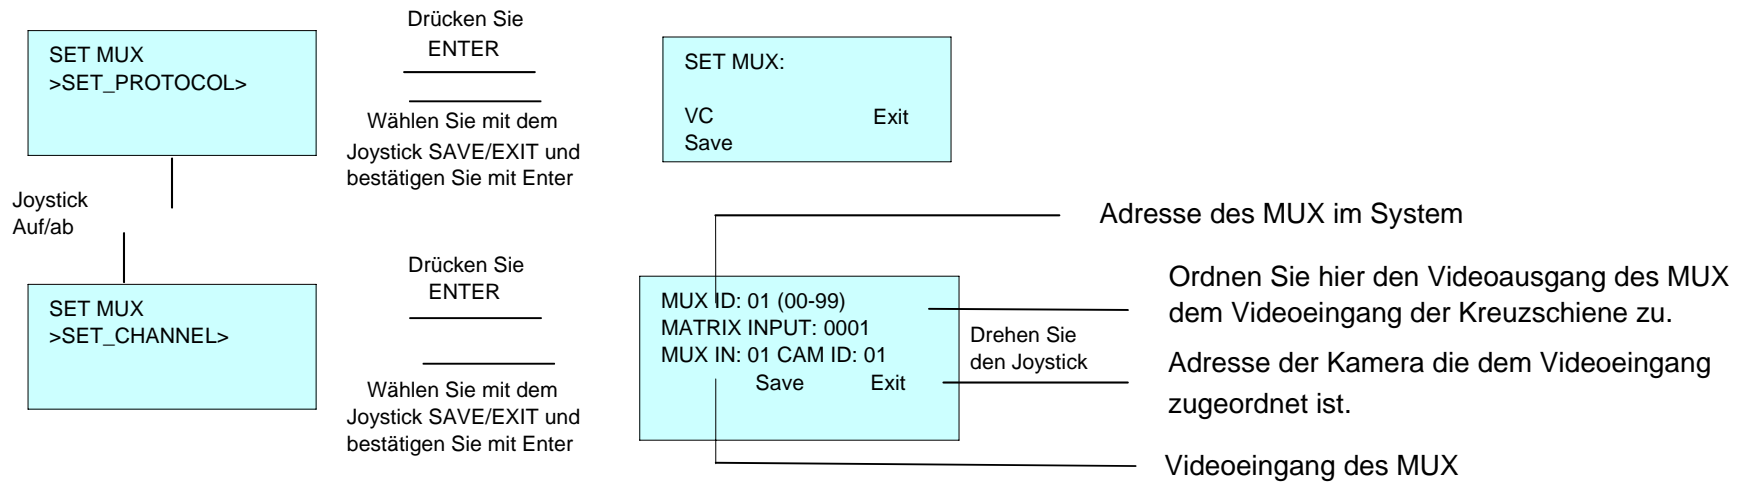 Drücken Sie
ENTER
SET MUX
>SET_PROTOCOL>
Wählen Sie mit dem
Joystick SAVE/EXIT und
bestätigen Sie mit Enter
SET MUX:
VC Exit
Save
Joystick
Auf/ab
Adresse des MUX im System
Drücken Sie
ENTER
SET MUX
>SET_CHANNEL>
Wählen Sie mit dem
Joystick SAVE/EXIT und
bestätigen Sie mit Enter
MUX ID: 01 (00-99)
MATRIX INPUT: 0001
MUX IN: 01 CAM ID: 01
Save Exit
Drehen Sie
den Joystick
Ordnen Sie hier den Videoausgang des MUX
dem Videoeingang der Kreuzschiene zu.
Adresse der Kamera die dem Videoeingang
zugeordnet ist.
Videoeingang des MUX